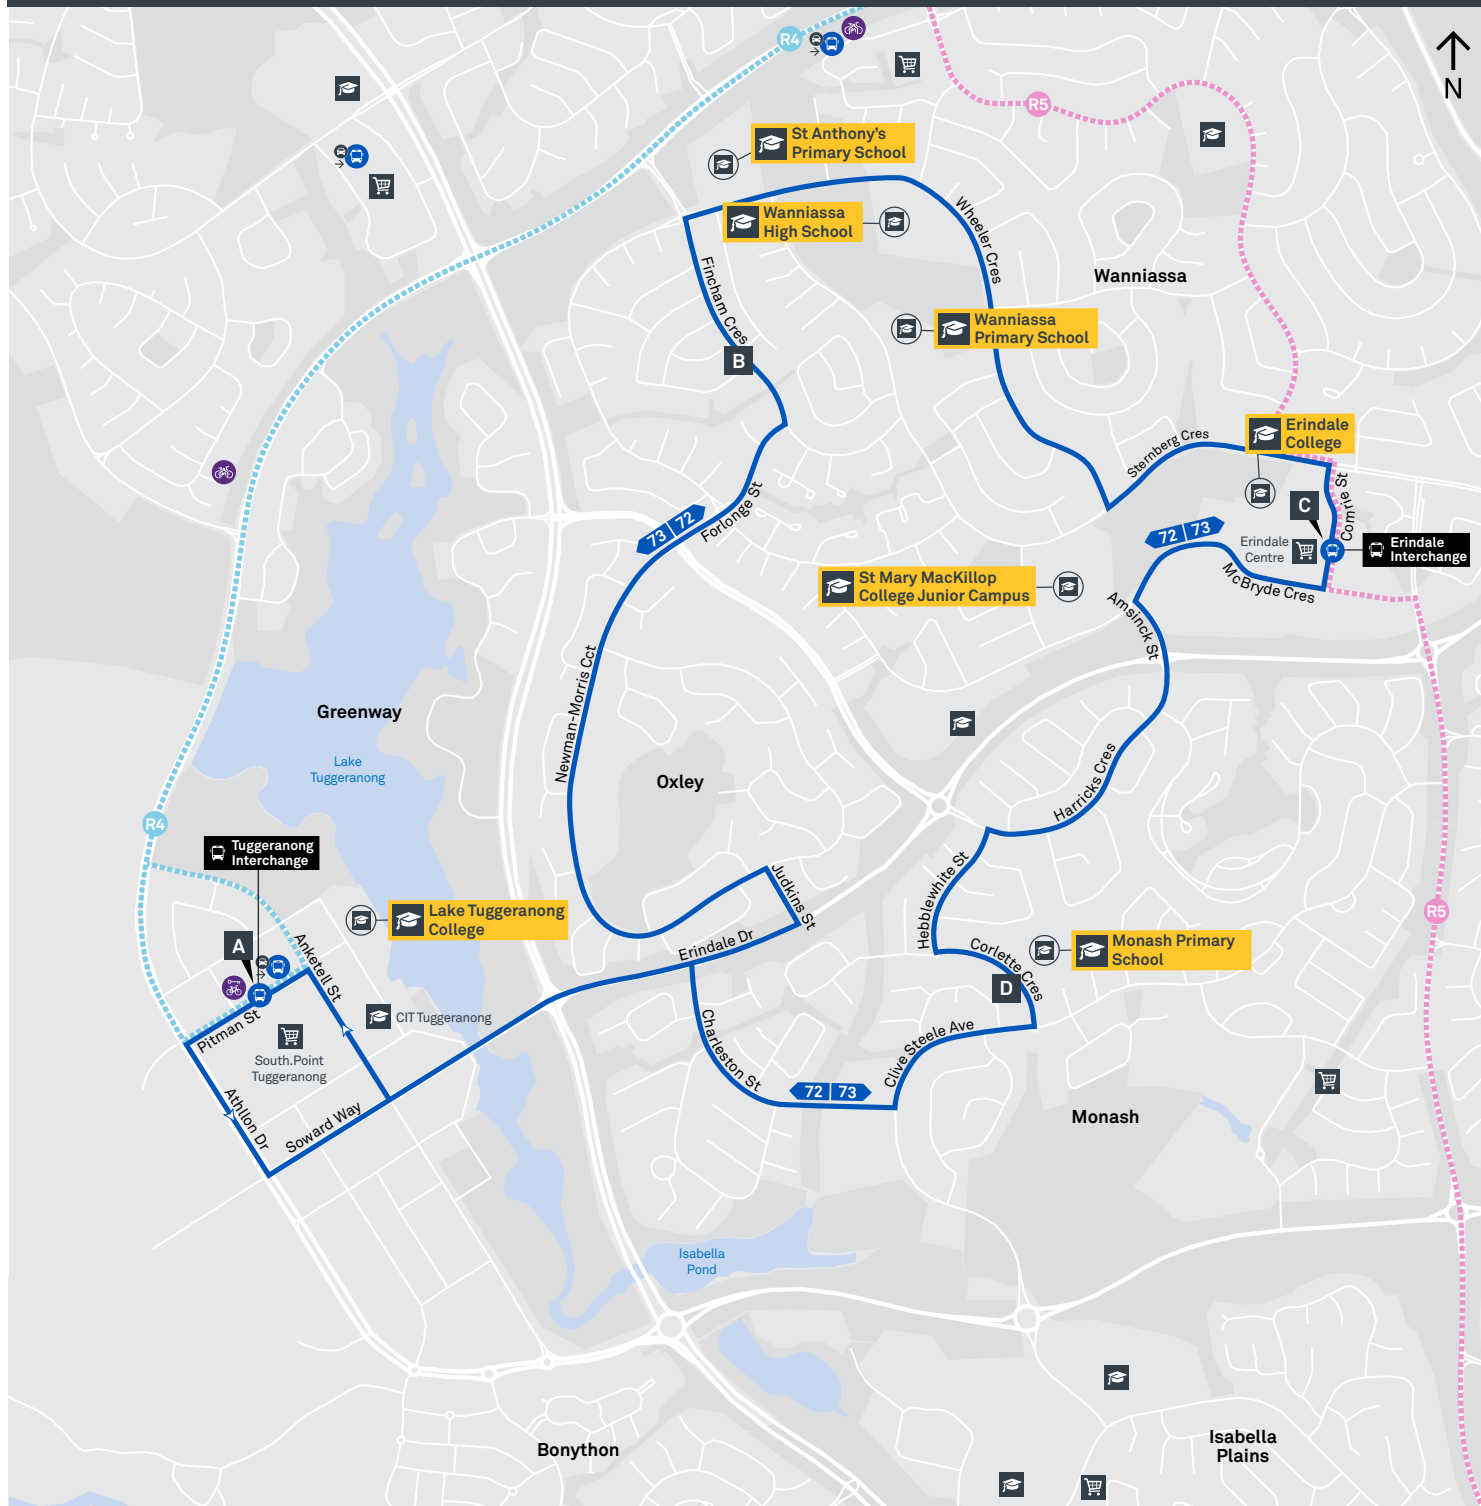 R4
N
R5
St Anthony's
Primary School
Wanniassa
High School
Wheeler Cres
Wanniassa
Fincham Cres
Wanniassa
Primary School
B
Erindale
College
Sternberg Cres
Comrie St
C
73 72
Forlonge St
72 73
Erindale
Centre
Erindale
Interchange
McBryde Cres
St Mary MacKillop
College Junior Campus
Amsinck St
Newman-Morris Cct
Greenway
Lake
Tuggeranong
Oxley
Harricks Cres
R4
Tuggeranong
Interchange
Judkins St
Hebblewhite St
R5
Lake Tuggeranong
College
A
Anketell St
Erindale Dr
Corlette Cres
Monash Primary
School
D
Pitman St
CIT Tuggeranong
South.Point
Tuggeranong
Charleston St
Clive Steele Ave
72 73
Athllon Dr
Soward Way
Monash
Isabella
Pond
Bonython
Isabella
Plains